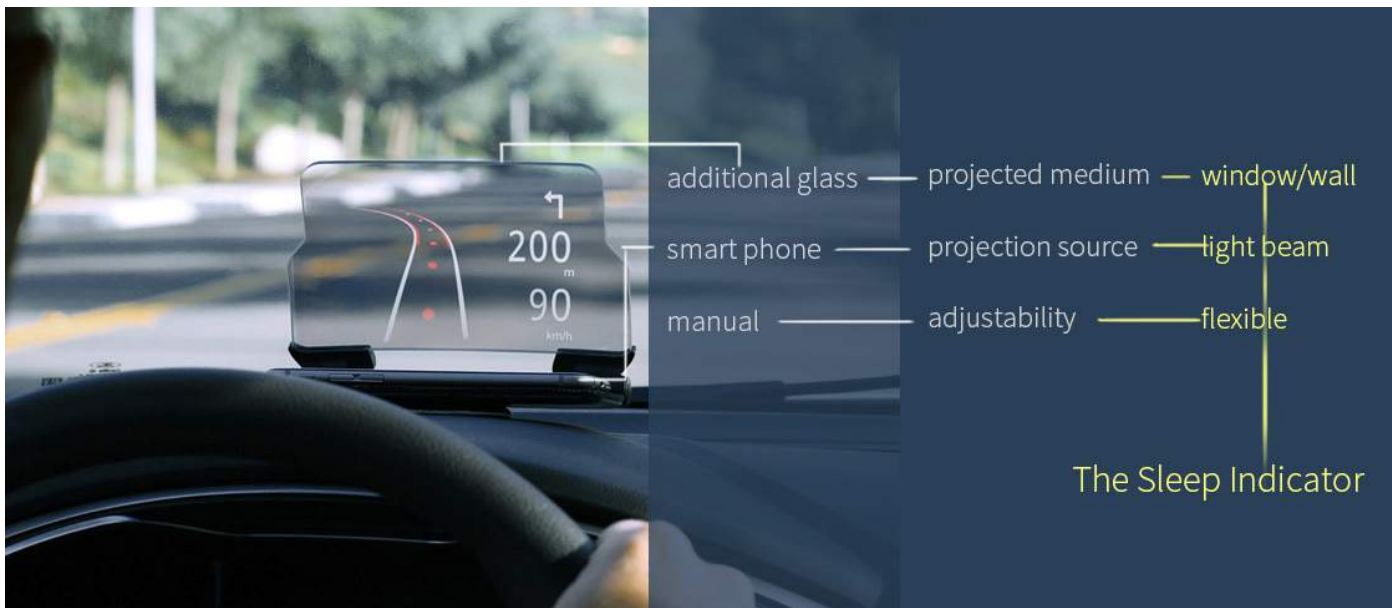 additional glass
projected medium
window/wall
smart phone
projection source
light beam
manual
adjustability
flexible
The Sleep Indicator
200
m
90
km/h